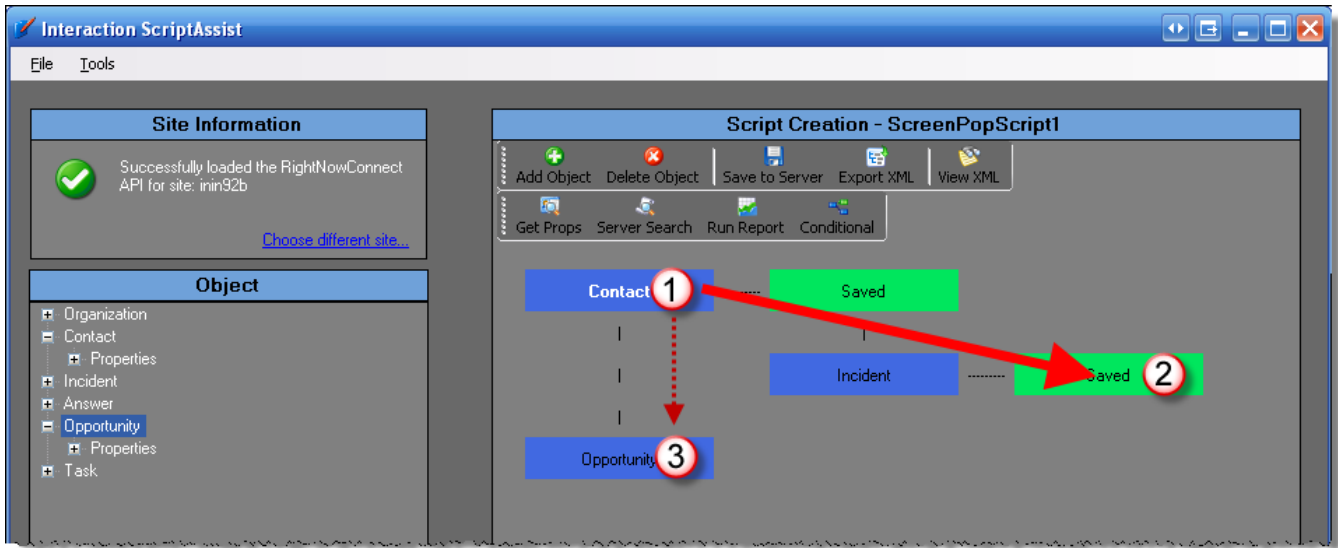 Interaction ScriptAssist
File Tools
Site Information
Successfully loaded the RightNowConnect
API for site: inin92b
Choose different site...
Object
Organization
Contact
Properties
Incident
Answer
Opportunity
Properties
Task
Script Creation - ScreenPopScript1
Add Object Delete Object Save to Server Export XML View XML
Get Props Server Search Run Report Conditional
Contact 1 Saved
Incident Saved 2
Opportunity 3